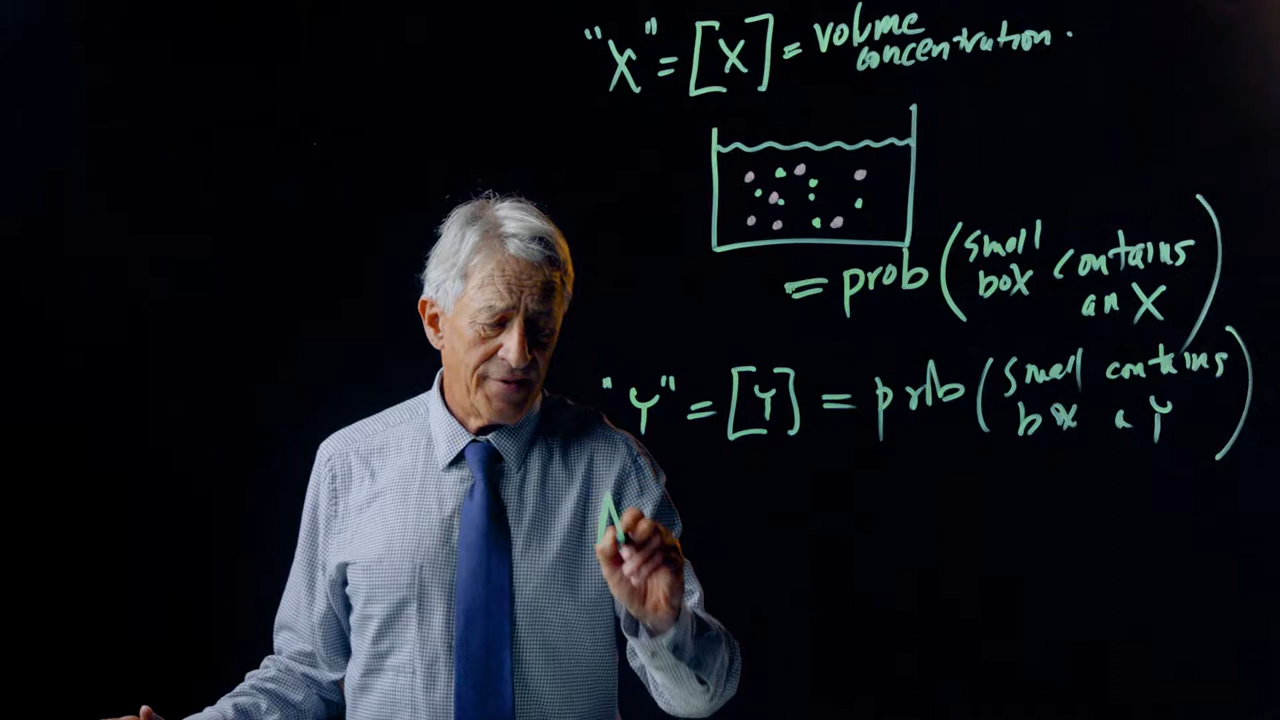 "X" = [X] = volume
concentration.
= prob (small
box contains
an X)
"Y" = [Y] = prob (small contains
box a Y)